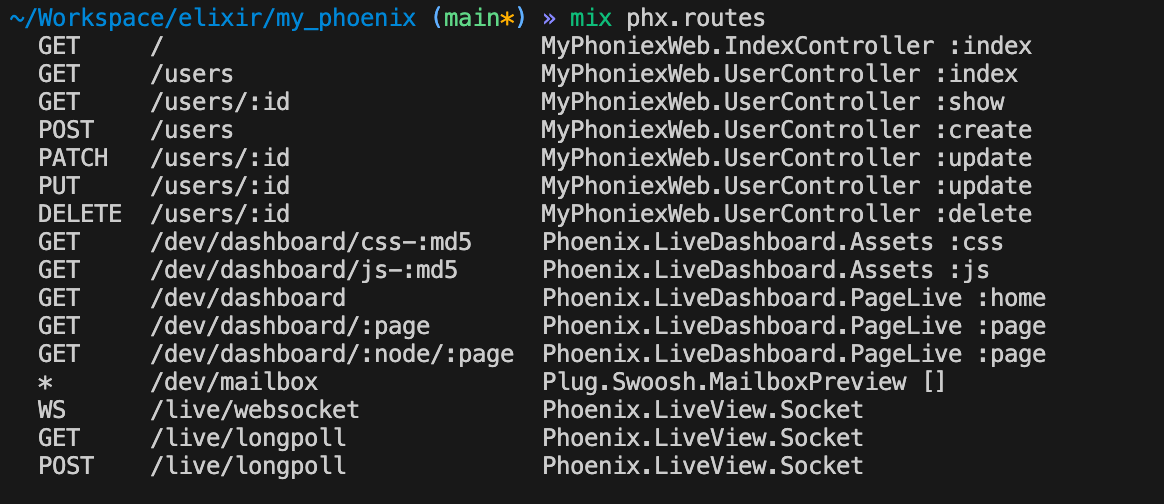 ~/Workspace/elixir/my_phoenix (main*) » mix phx.routes
GET / MyPhoniexWeb.IndexController :index
GET /users MyPhoniexWeb.UserController :index
GET /users/:id MyPhoniexWeb.UserController :show
POST /users MyPhoniexWeb.UserController :create
PATCH /users/:id MyPhoniexWeb.UserController :update
PUT /users/:id MyPhoniexWeb.UserController :update
DELETE /users/:id MyPhoniexWeb.UserController :delete
GET /dev/dashboard/css-:md5 Phoenix.LiveDashboard.Assets :css
GET /dev/dashboard/js-:md5 Phoenix.LiveDashboard.Assets :js
GET /dev/dashboard Phoenix.LiveDashboard.PageLive :home
GET /dev/dashboard/:page Phoenix.LiveDashboard.PageLive :page
GET /dev/dashboard/:node/:page Phoenix.LiveDashboard.PageLive :page
* /dev/mailbox Plug.Swoosh.MailboxPreview []
WS /live/websocket Phoenix.LiveView.Socket
GET /live/longpoll Phoenix.LiveView.Socket
POST /live/longpoll Phoenix.LiveView.Socket